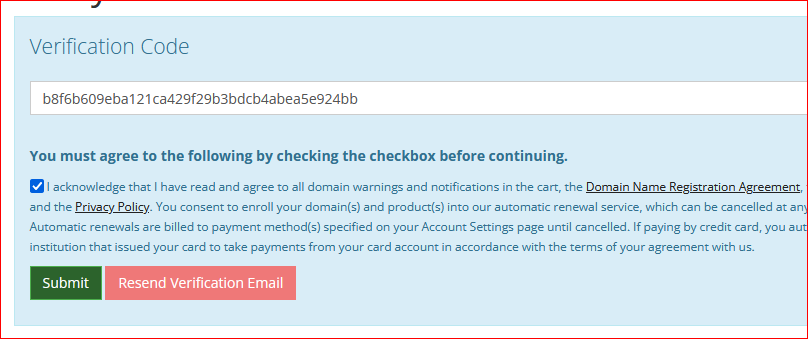 Verification Code
b8f6b609eba121ca429f29b3bdcb4abea5e924bb
You must agree to the following by checking the checkbox before continuing.
I acknowledge that I have read and agree to all domain warnings and notifications in the cart, the Domain Name Registration Agreement,
and the Privacy Policy. You consent to enroll your domain(s) and product(s) into our automatic renewal service, which can be cancelled at any
Automatic renewals are billed to payment method(s) specified on your Account Settings page until cancelled. If paying by credit card, you aut
institution that issued your card to take payments from your card account in accordance with the terms of your agreement with us.
Submit
Resend Verification Email